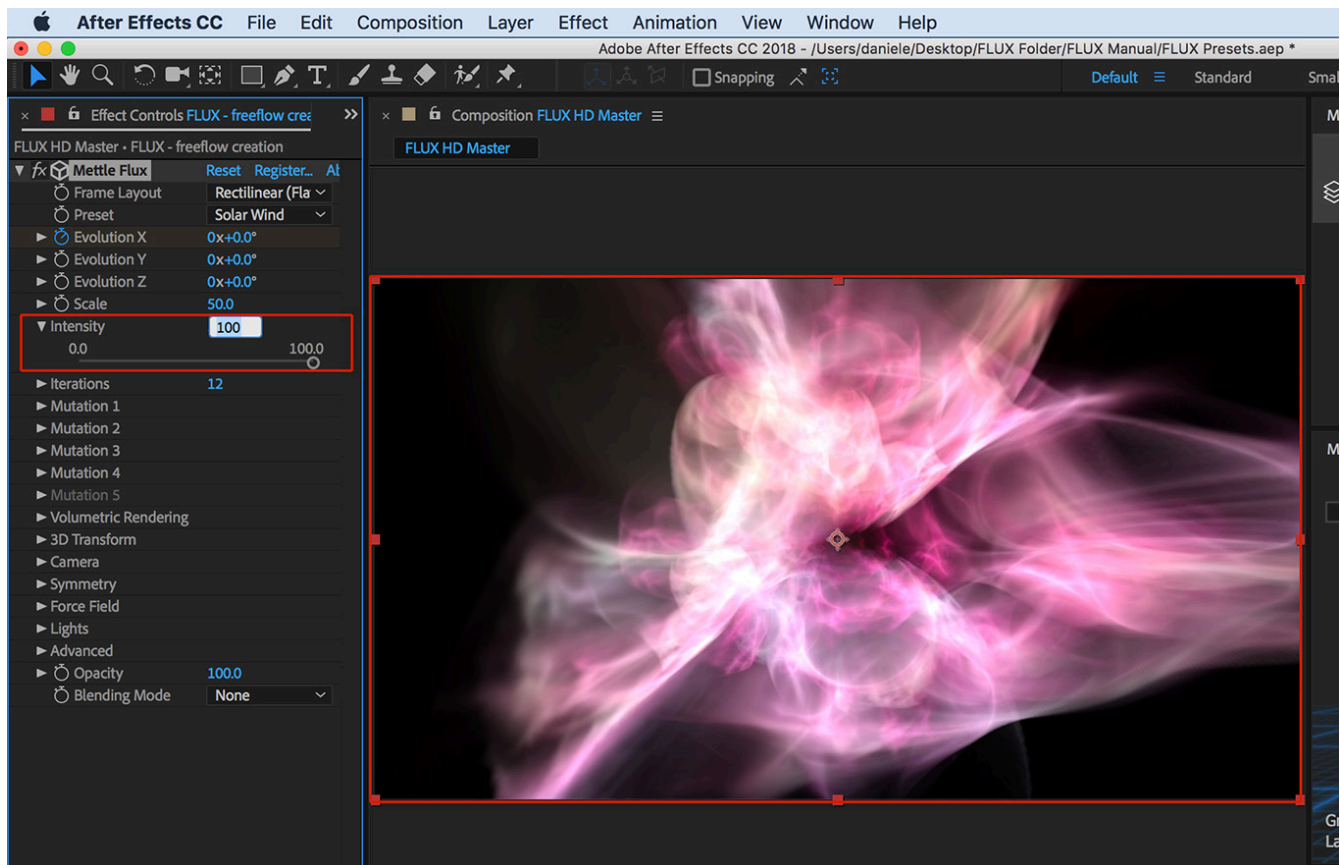 After Effects CC File Edit Composition Layer Effect Animation View Window Help
Adobe After Effects CC 2018 - /Users/daniele/Desktop/FLUX Folder/FLUX Manual/FLUX Presets.aep *
Snapping Default Standard
Effect Controls FLUX - freeflow
Composition FLUX HD Master
FLUX HD Master • FLUX - freeflow creation
FLUX HD Master
fx Mettle Flux Reset Register...
Frame Layout Rectilinear
Preset Solar Wind
Evolution X 0x+0.0°
Evolution Y 0x+0.0°
Evolution Z 0x+0.0°
Scale 50.0
Intensity 100
0.0 100.0
Iterations 12
Mutation 1
Mutation 2
Mutation 3
Mutation 4
Mutation 5
Volumetric Rendering
3D Transform
Camera
Symmetry
Force Field
Lights
Advanced
Opacity 100.0
Blending Mode None